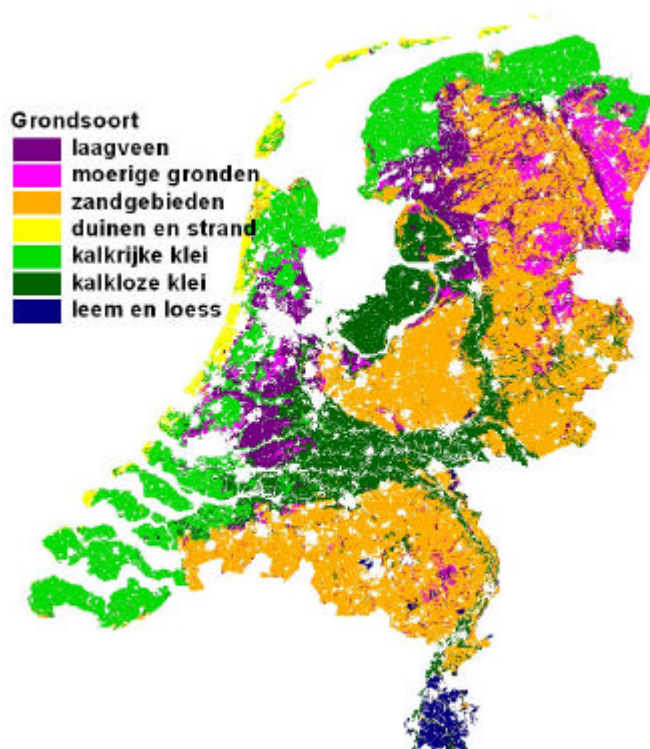 Grondsoort
laagveen
moerige gronden
zandgebieden
duinen en strand
kalkrijke klei
kalkloze klei
leem en loess